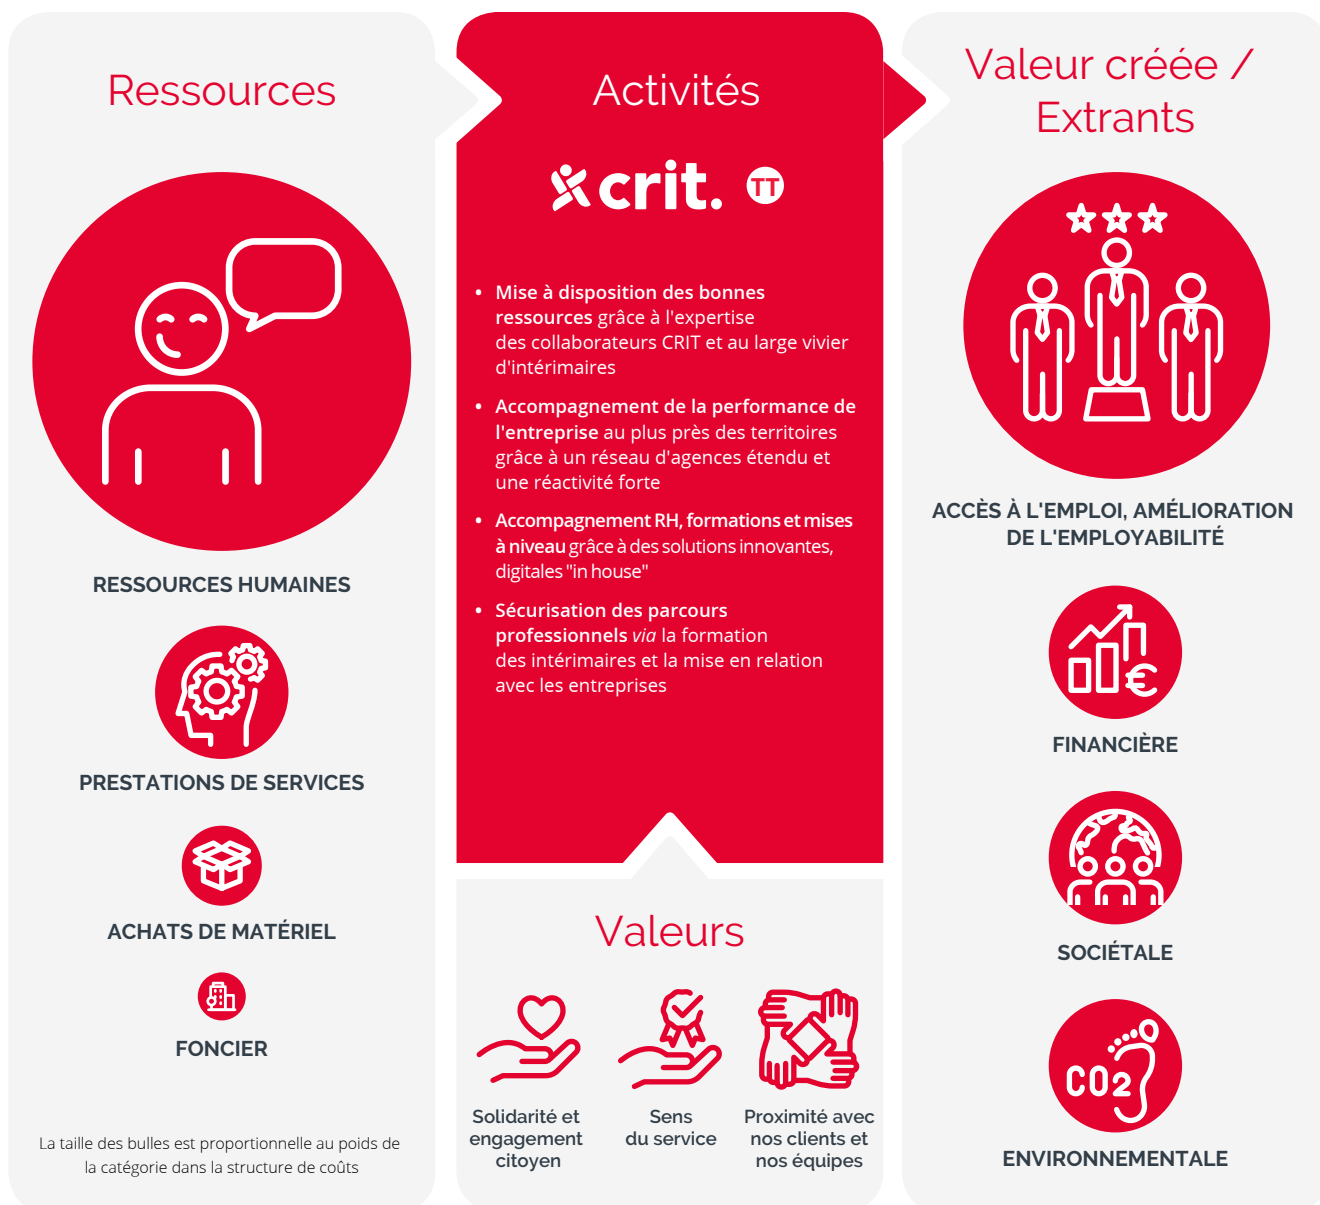 Ressources
RESSOURCES HUMAINES
PRESTATIONS DE SERVICES
ACHATS DE MATÉRIEL
FONCIER
La taille des bulles est proportionnelle au poids de
la catégorie dans la structure de coûts
Activités
crit. TT
• Mise à disposition des bonnes
ressources grâce à l'expertise
des collaborateurs CRIT et au large vivier
d'intérimaires
• Accompagnement de la performance de
l'entreprise au plus près des territoires
grâce à un réseau d'agences étendu et
une réactivité forte
• Accompagnement RH, formations et mises
à niveau grâce à des solutions innovantes,
digitales "in house"
• Sécurisation des parcours
professionnels via la formation
des intérimaires et la mise en relation
avec les entreprises
Valeurs
Solidarité et
engagement
citoyen
Sens
du service
Proximité avec
nos clients et
nos équipes
Valeur créée /
Extrants
ACCÈS À L'EMPLOI, AMÉLIORATION
DE L'EMPLOYABILITÉ
€
FINANCIÈRE
SOCIÉTALE
CO2
ENVIRONNEMENTALE